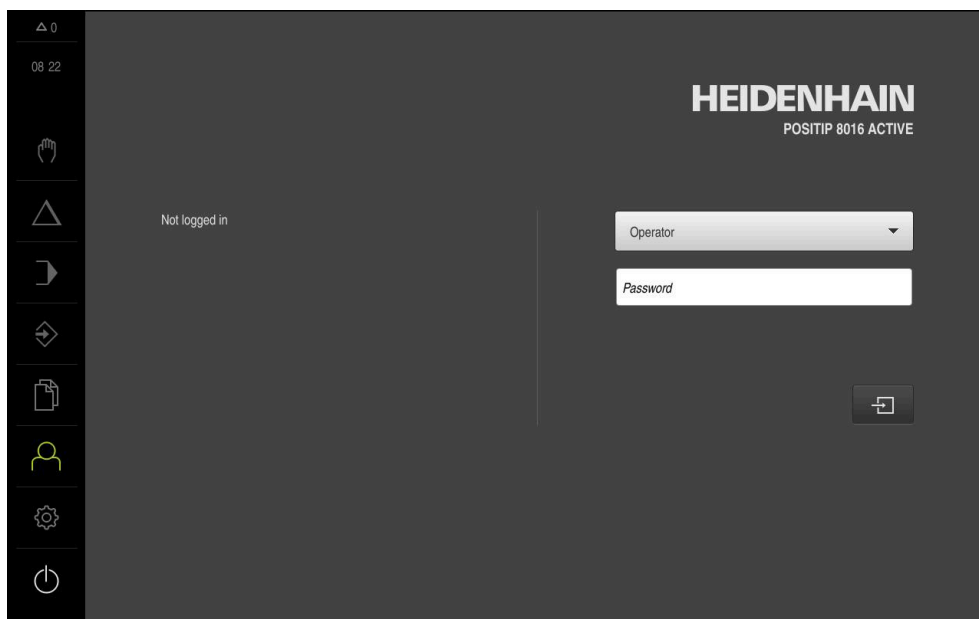 0
08 22
HEIDENHAIN
POSITIP 8016 ACTIVE
Not logged in
Operator
Password